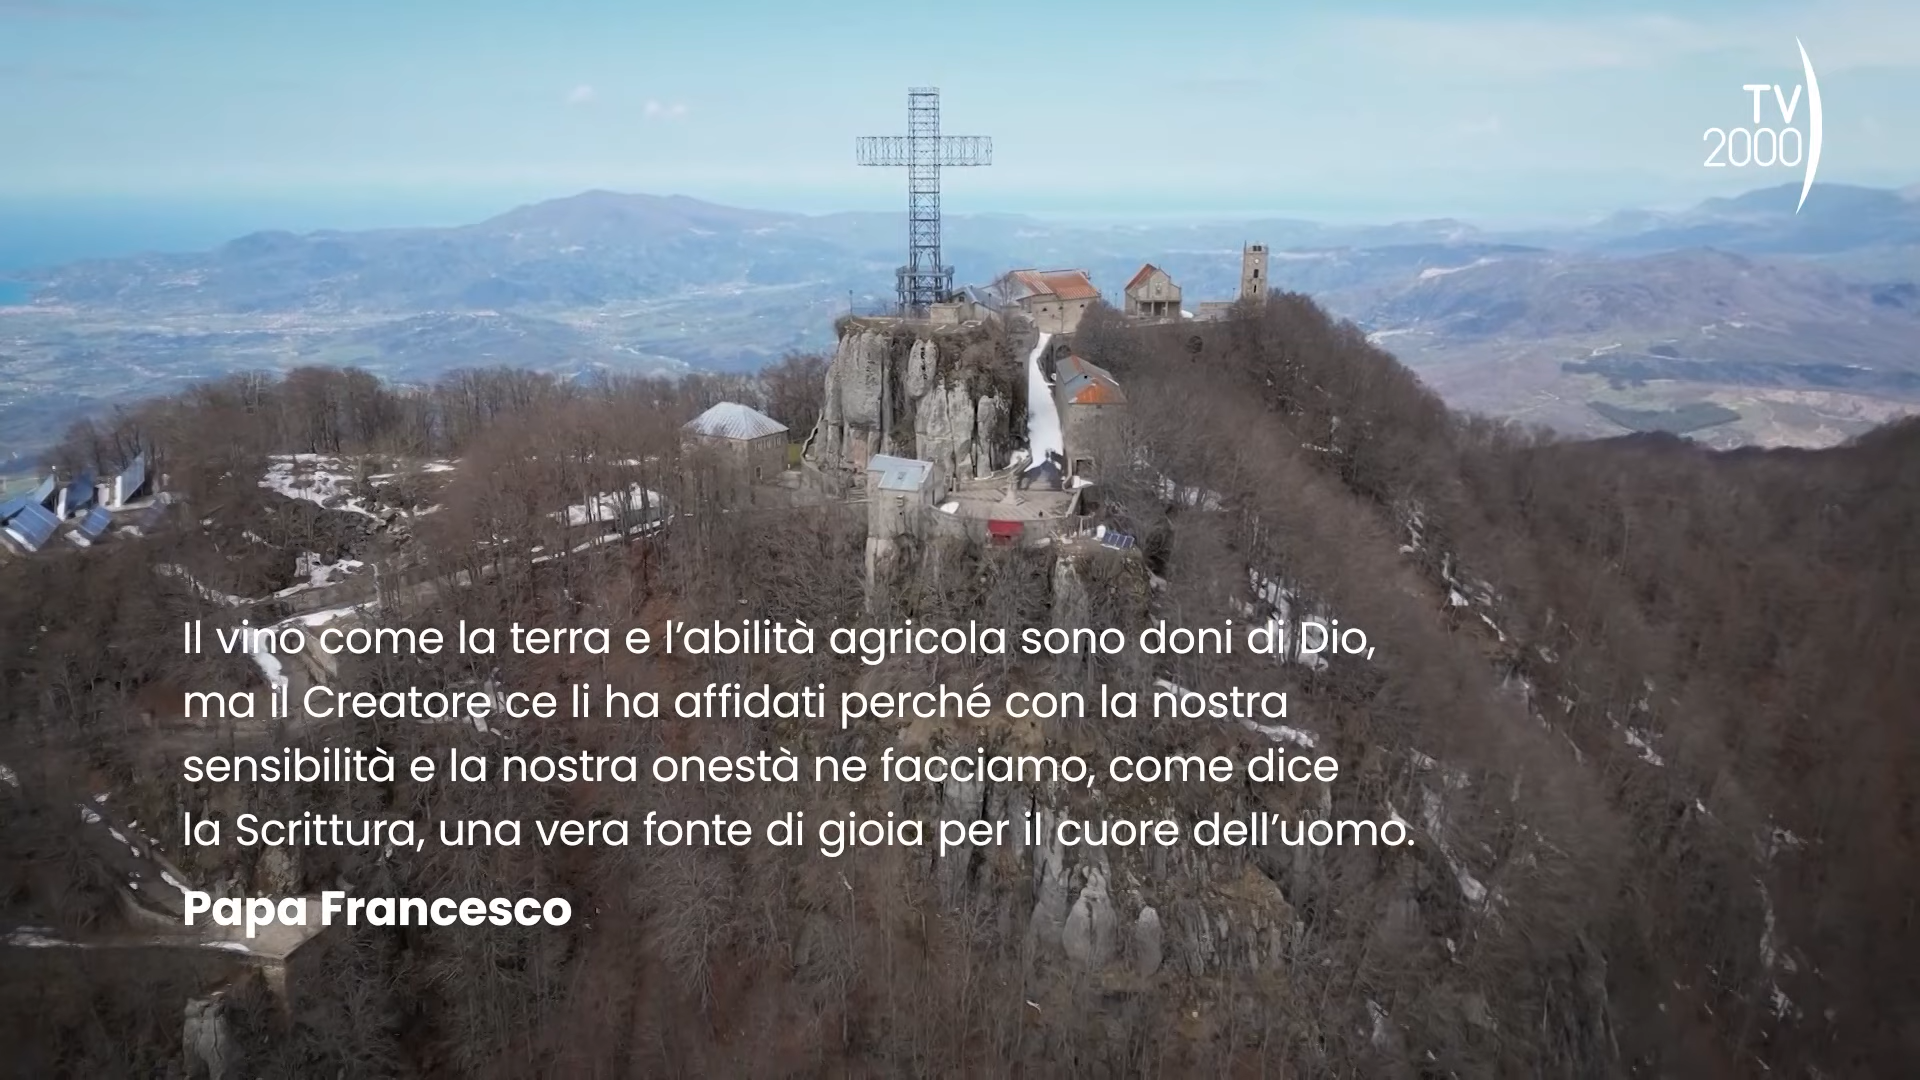 TV
2000
Il vino come la terra e l’abilità agricola sono doni di Dio,
ma il Creatore ce li ha affidati perché con la nostra
sensibilità e la nostra onestà ne facciamo, come dice
la Scrittura, una vera fonte di gioia per il cuore dell’uomo.
Papa Francesco